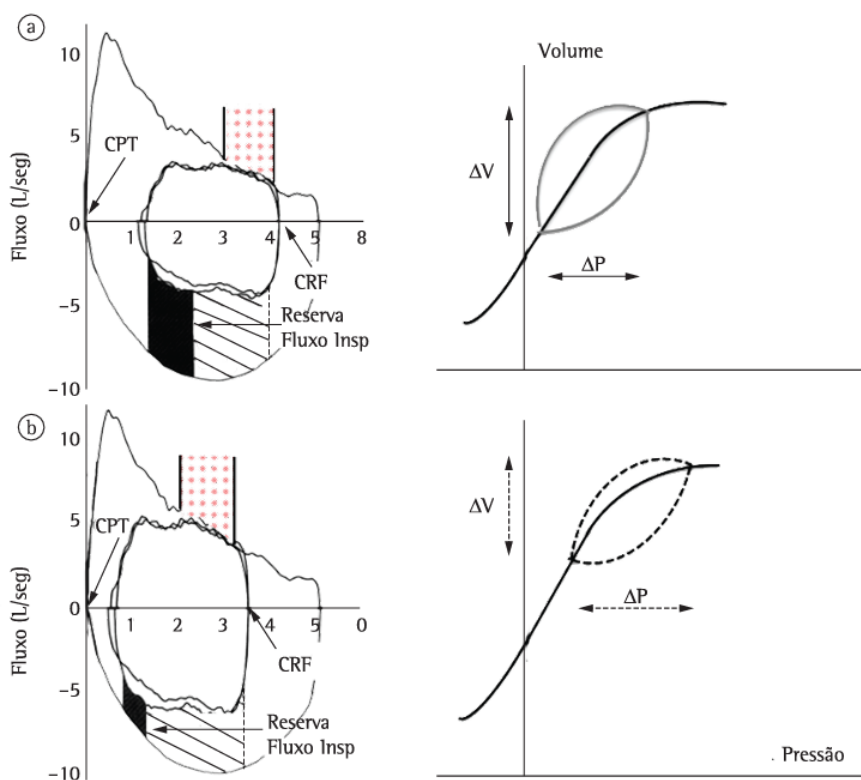 a
10
5
0
-5
-10
Fluxo (L/seg)
CPT
1 2 3 4 5 8
CRF
Reserva
Fluxo Insp
Volume
ΔV
ΔP
b
10
5
0
-5
-10
Fluxo (L/seg)
CPT
1 2 3 4 5 0
CRF
Reserva
Fluxo Insp
ΔV
ΔP
. Pressão